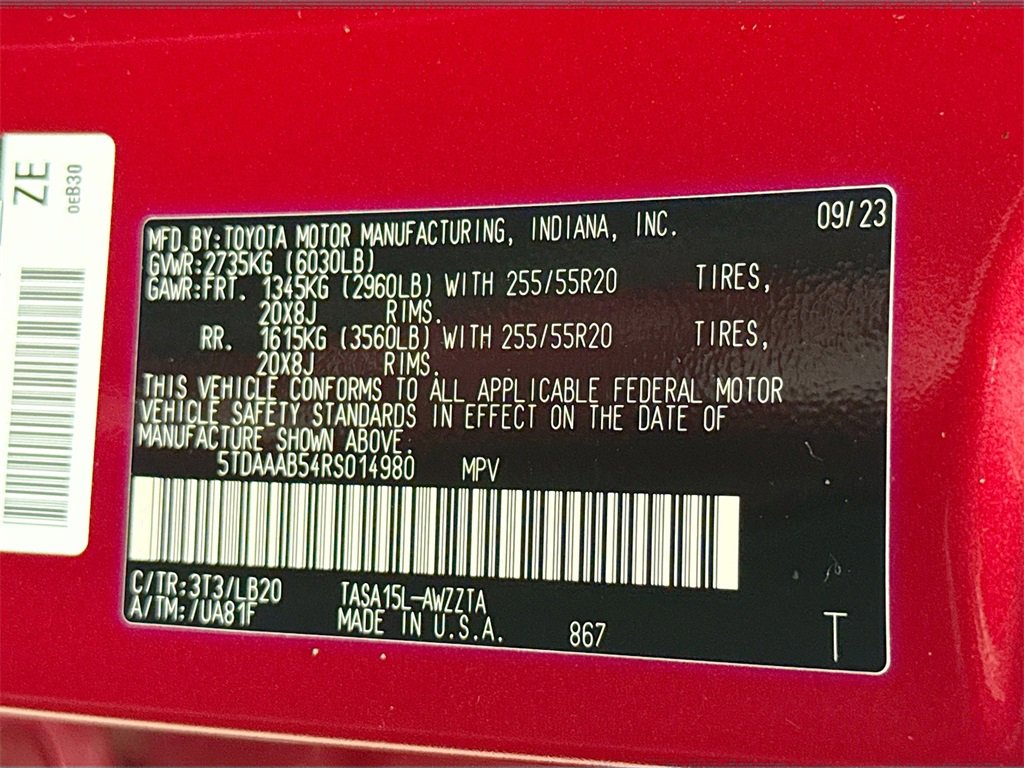 ZE
0EB30
MFD.BY:TOYOTA MOTOR MANUFACTURING, INDIANA, INC. 09/23
GVWR:2735KG (6030LB)
GAWR:FRT. 1345KG (2960LB) WITH 255/55R20 TIRES,
20X8J RIMS.
RR. 1615KG (3560LB) WITH 255/55R20 TIRES,
20X8J RIMS.
THIS VEHICLE CONFORMS TO ALL APPLICABLE FEDERAL MOTOR
VEHICLE SAFETY STANDARDS IN EFFECT ON THE DATE OF
MANUFACTURE SHOWN ABOVE.
5TDAAAB54RS014980 MPV
C/TR:3T3/LB20 TASA15L-AWZZTA
A/TM:/UA81F MADE IN U.S.A. 867 T